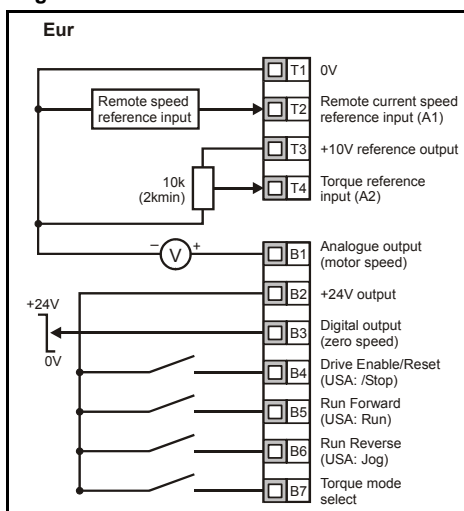 Eur
T1 0V
Remote speed
reference input
T2 Remote current speed
reference input (A1)
T3 +10V reference output
10k
(2kmin)
T4 Torque reference
input (A2)
– V +
B1 Analogue output
(motor speed)
B2 +24V output
+24V
0V
B3 Digital output
(zero speed)
B4 Drive Enable/Reset
(USA: /Stop)
B5 Run Forward
(USA: Run)
B6 Run Reverse
(USA: Jog)
B7 Torque mode
select